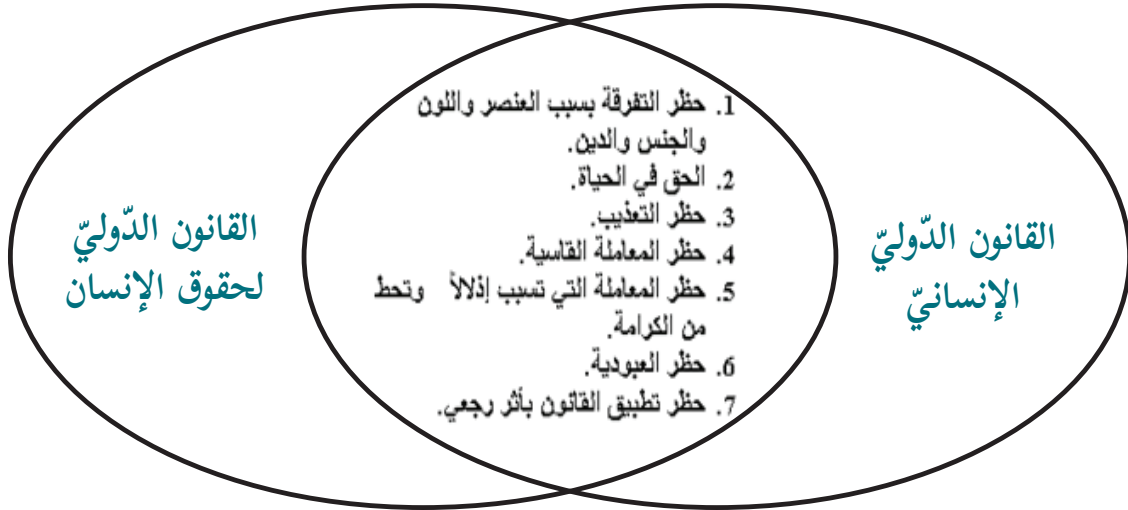 القانون الدّوليّ
الإنسانيّ
1. حظر التفرقة بسبب العنصر واللون
والجنس والدين.
2. الحق في الحياة.
3. حظر التعذيب.
4. حظر المعاملة القاسية.
5. حظر المعاملة التي تسبب إذلالاً وتحط
من الكرامة.
6. حظر العبودية.
7. حظر تطبيق القانون بأثر رجعي.
القانون الدّوليّ
لحقوق الإنسان